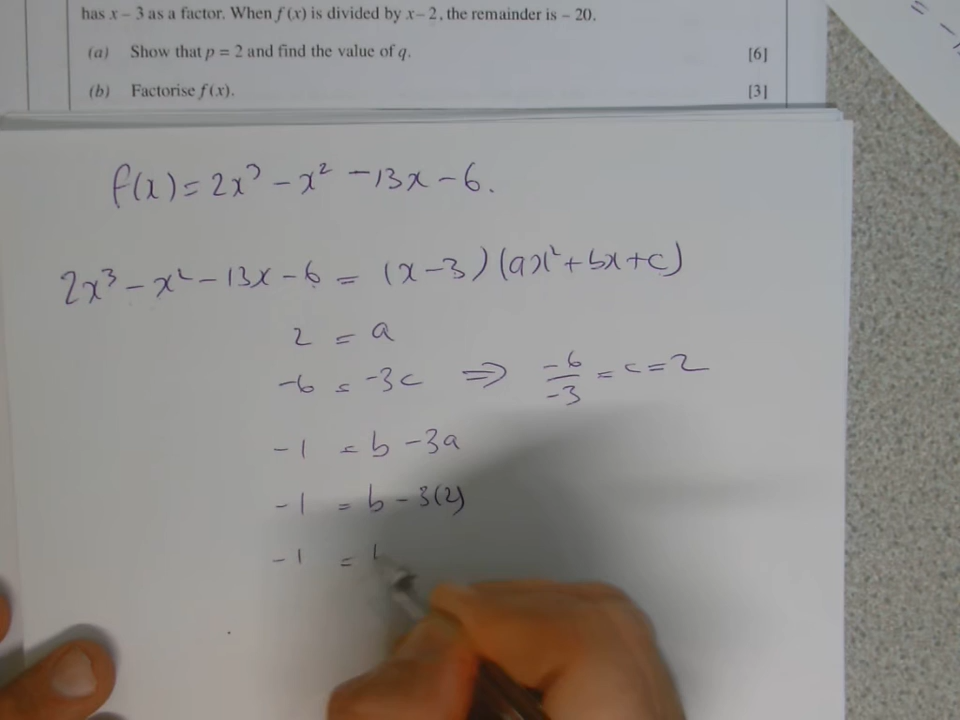 has x – 3 as a factor. When f(x) is divided by x – 2, the remainder is – 20.
(a) Show that p = 2 and find the value of q. [6]
(b) Factorise f(x). [3]
f(x) = 2x³ – x² – 13x – 6.
2x³ – x² – 13x – 6 = (x – 3)(ax² + bx + c)
2 = a
-6 = -3c ⇒ -6/-3 = c = 2
-1 = b - 3a
-1 = b - 3(2)
-1 =